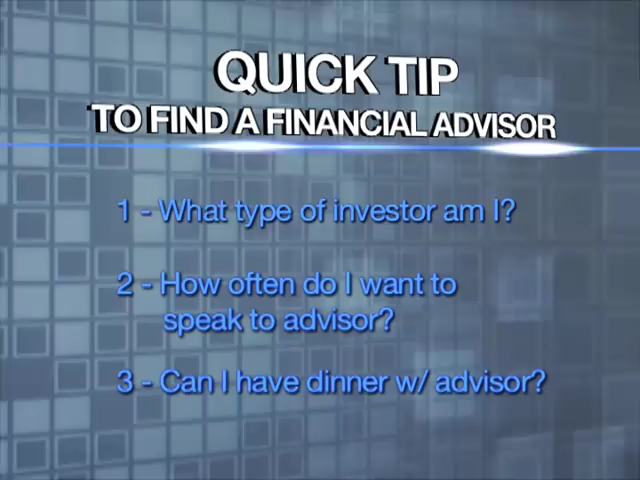 QUICK TIP
TO FIND A FINANCIAL ADVISOR
1 - What type of investor am I?
2 - How often do I want to
speak to advisor?
3 - Can I have dinner w/ advisor?